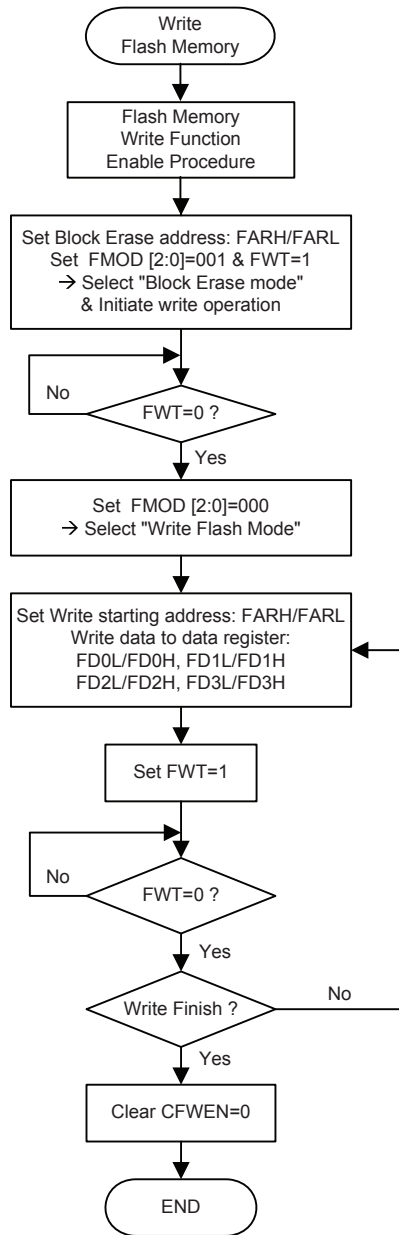 Write
Flash Memory
Flash Memory
Write Function
Enable Procedure
Set Block Erase address: FARH/FARL
Set FMOD [2:0]=001 & FWT=1
→ Select "Block Erase mode"
& Initiate write operation
No
FWT=0 ?
Yes
Set FMOD [2:0]=000
→ Select "Write Flash Mode"
Set Write starting address: FARH/FARL
Write data to data register:
FD0L/FD0H, FD1L/FD1H
FD2L/FD2H, FD3L/FD3H
Set FWT=1
No
FWT=0 ?
Yes
Write Finish ?
No
Yes
Clear CFWEN=0
END